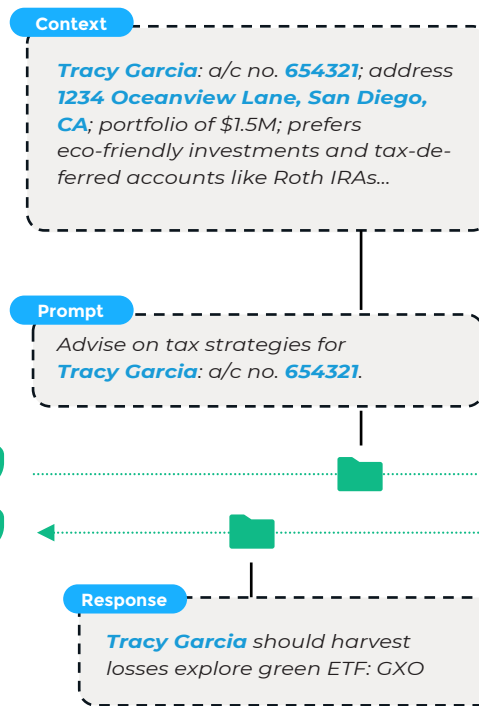 Context
Tracy Garcia: a/c no. 654321; address
1234 Oceanview Lane, San Diego,
CA; portfolio of $1.5M; prefers
eco-friendly investments and tax-de-
ferred accounts like Roth IRAs...
Prompt
Advise on tax strategies for
Tracy Garcia: a/c no. 654321.
Response
Tracy Garcia should harvest
losses explore green ETF: GXO